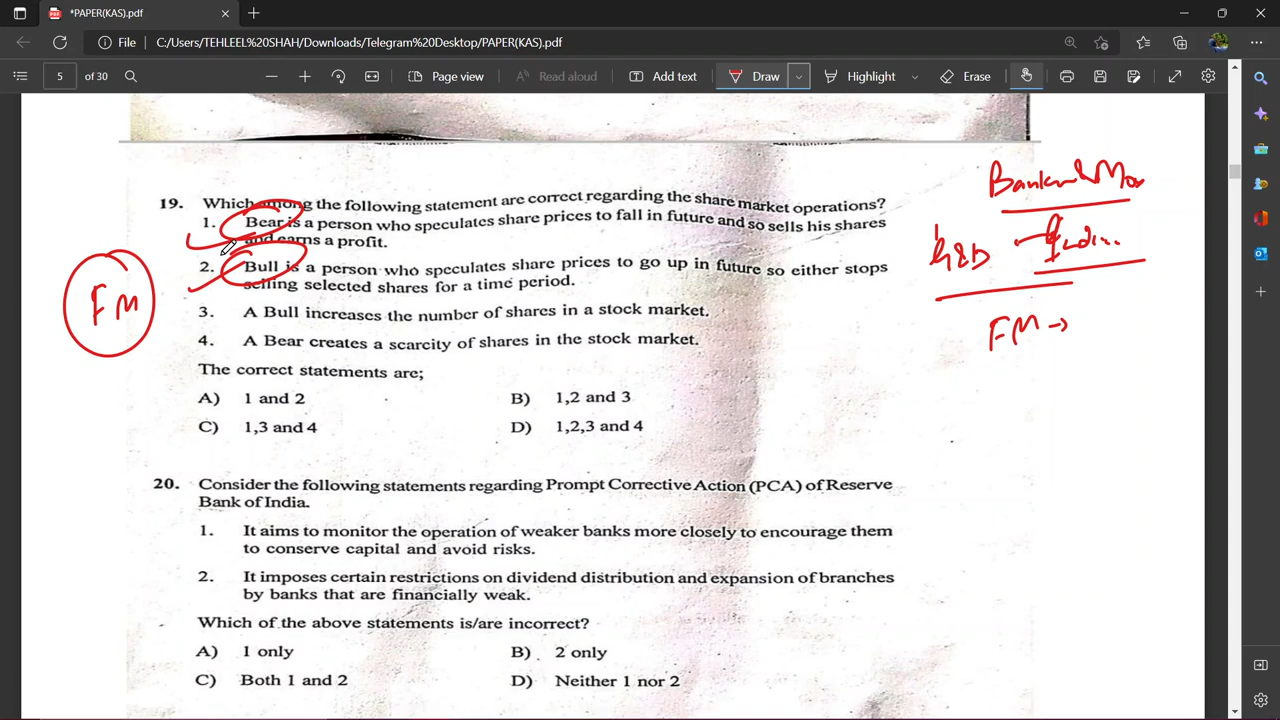 *PAPER(KAS).pdf
File C:/Users/TEHLEEL%20SHAH/Downloads/Telegram%20Desktop/PAPER(KAS).pdf
5 of 30 Page view Read aloud Add text Draw Highlight Erase
19. Which among the following statement are correct regarding the share market operations?
1. Bear is a person who speculates share prices to fall in future and so sells his shares
and earns a profit.
2. Bull is a person who speculates share prices to go up in future so either stops
selling selected shares for a time period.
3. A Bull increases the number of shares in a stock market.
4. A Bear creates a scarcity of shares in the stock market.
The correct statements are;
A) 1 and 2 B) 1,2 and 3
C) 1,3 and 4 D) 1,2,3 and 4
20. Consider the following statements regarding Prompt Corrective Action (PCA) of Reserve
Bank of India.
1. It aims to monitor the operation of weaker banks more closely to encourage them
to conserve capital and avoid risks.
2. It imposes certain restrictions on dividend distribution and expansion of branches
by banks that are financially weak.
Which of the above statements is/are incorrect?
A) 1 only B) 2 only
C) Both 1 and 2 D) Neither 1 nor 2
FM
FM →